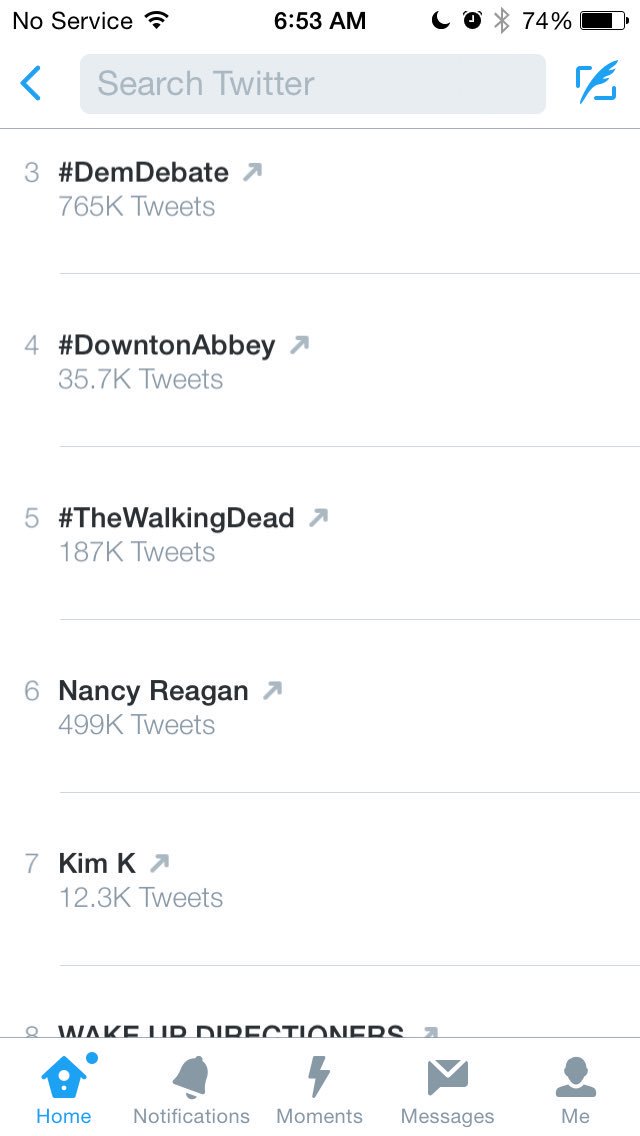 No Service 6:53 AM 74%
Search Twitter
3 #DemDebate
765K Tweets
4 #DowntonAbbey
35.7K Tweets
5 #TheWalkingDead
187K Tweets
6 Nancy Reagan
499K Tweets
7 Kim K
12.3K Tweets
8 WAKE UP DIRECTIONERS
Home Notifications Moments Messages Me